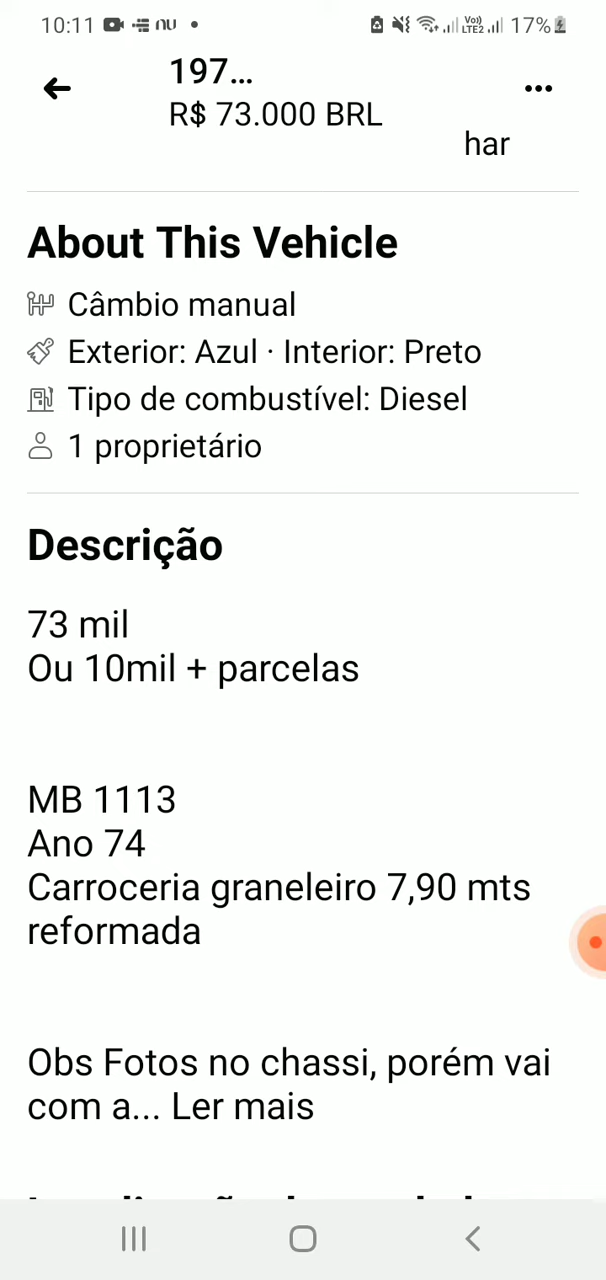 10:11 17%
Vo))
LTE2
197...
R$ 73.000 BRL
har
About This Vehicle
Câmbio manual
Exterior: Azul · Interior: Preto
Tipo de combustível: Diesel
1 proprietário
Descrição
73 mil
Ou 10mil + parcelas
MB 1113
Ano 74
Carroceria graneleiro 7,90 mts
reformada
Obs Fotos no chassi, porém vai
com a... Ler mais